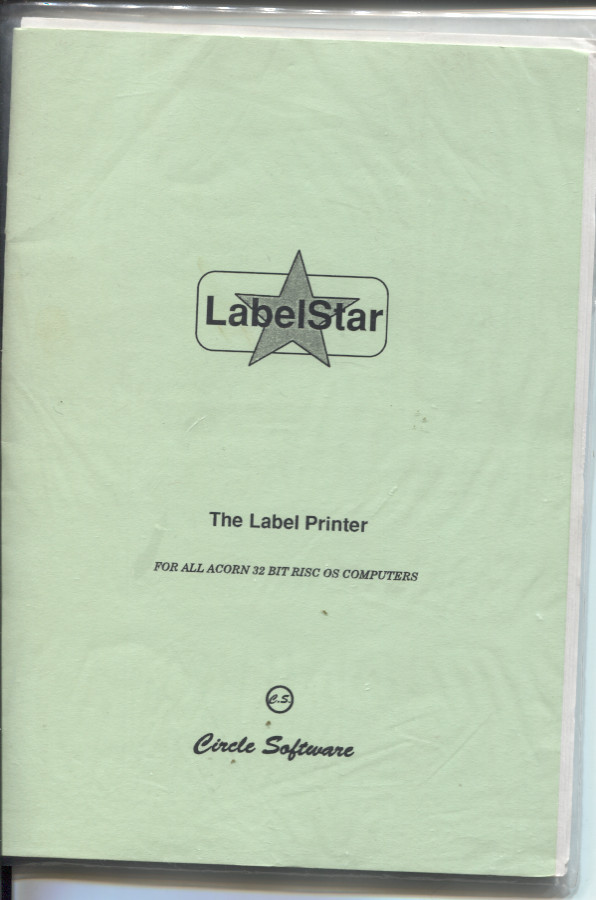 LabelStar
The Label Printer
FOR ALL ACORN 32 BIT RISC OS COMPUTERS
C.S.
Circle Software